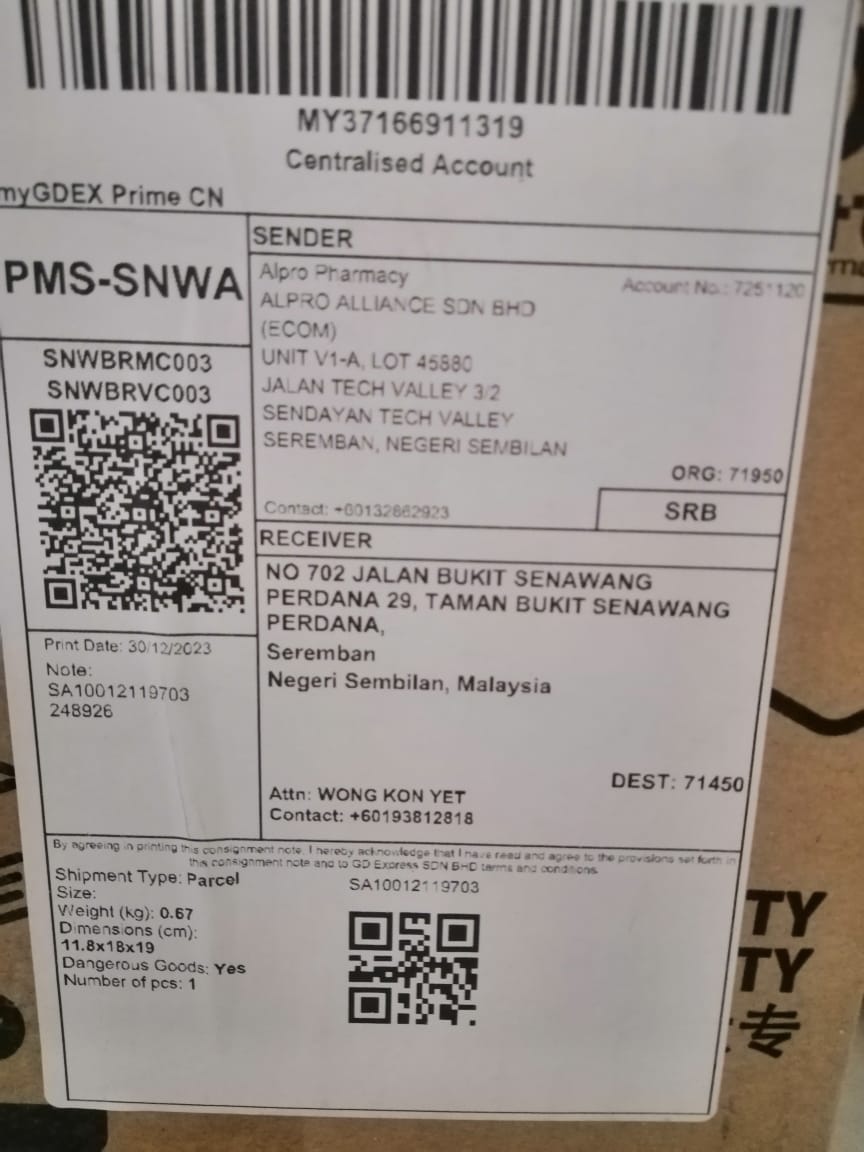 MY37166911319
Centralised Account
myGDEX Prime CN
PMS-SNWA
SNWBRMC003
SNWBRVC003
SENDER
Alpro Pharmacy
Account No.: 7251120
ALPRO ALLIANCE SDN BHD
(ECOM)
UNIT V1-A, LOT 45880
JALAN TECH VALLEY 3/2
SENDAYAN TECH VALLEY
SEREMBAN, NEGERI SEMBILAN
ORG: 71950
Contact: +60132862923
SRB
RECEIVER
NO 702 JALAN BUKIT SENAWANG
PERDANA 29, TAMAN BUKIT SENAWANG
PERDANA,
Seremban
Negeri Sembilan, Malaysia
DEST: 71450
Attn: WONG KON YET
Contact: +60193812818
Print Date: 30/12/2023
Note:
SA10012119703
248926
By agreeing in printing this consignment note, I hereby acknowledge that I have read and agree to the provisions set forth in
this consignment note and to GD Express SDN BHD terms and conditions.
Shipment Type: Parcel
Size:
Weight (kg): 0.67
Dimensions (cm):
11.8x18x19
Dangerous Goods: Yes
Number of pcs: 1
SA10012119703
TY
TY
专